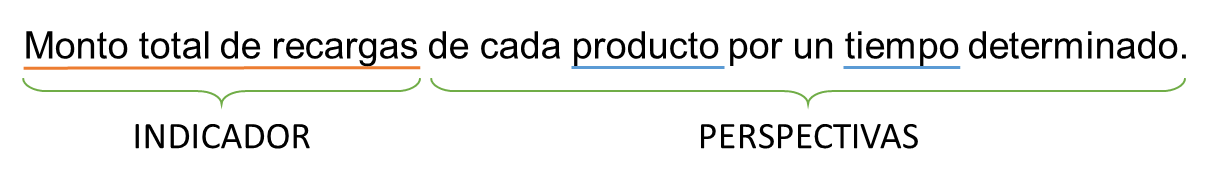 Monto total de recargas de cada producto por un tiempo determinado.
INDICADOR PERSPECTIVAS